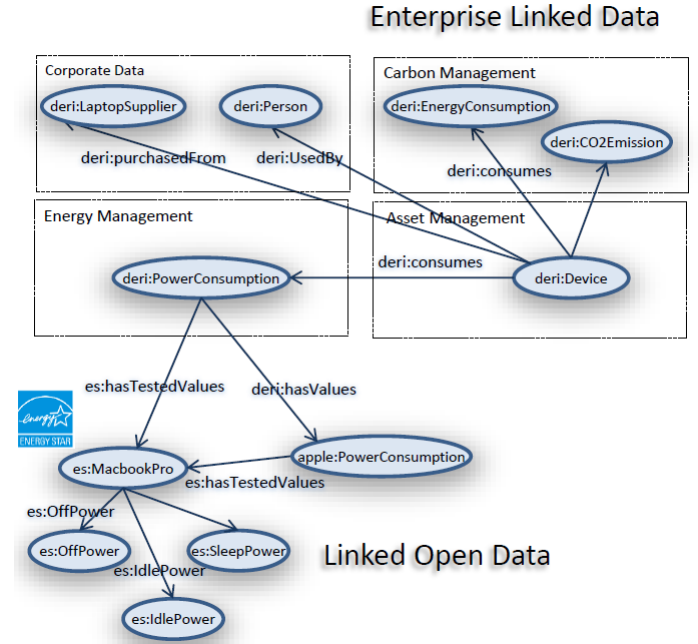 Enterprise Linked Data
Corporate Data
Carbon Management
deri:LaptopSupplier
deri:Person
deri:EnergyConsumption
deri:CO2Emission
deri:purchasedFrom
deri:UsedBy
deri:consumes
Energy Management
Asset Management
deri:consumes
deri:PowerConsumption
deri:Device
es:hasTestedValues
deri:hasValues
energy
ENERGY STAR
es:MacbookPro
apple:PowerConsumption
es:hasTestedValues
es:OffPower
es:OffPower
es:SleepPower
Linked Open Data
es:IdlePower
es:IdlePower